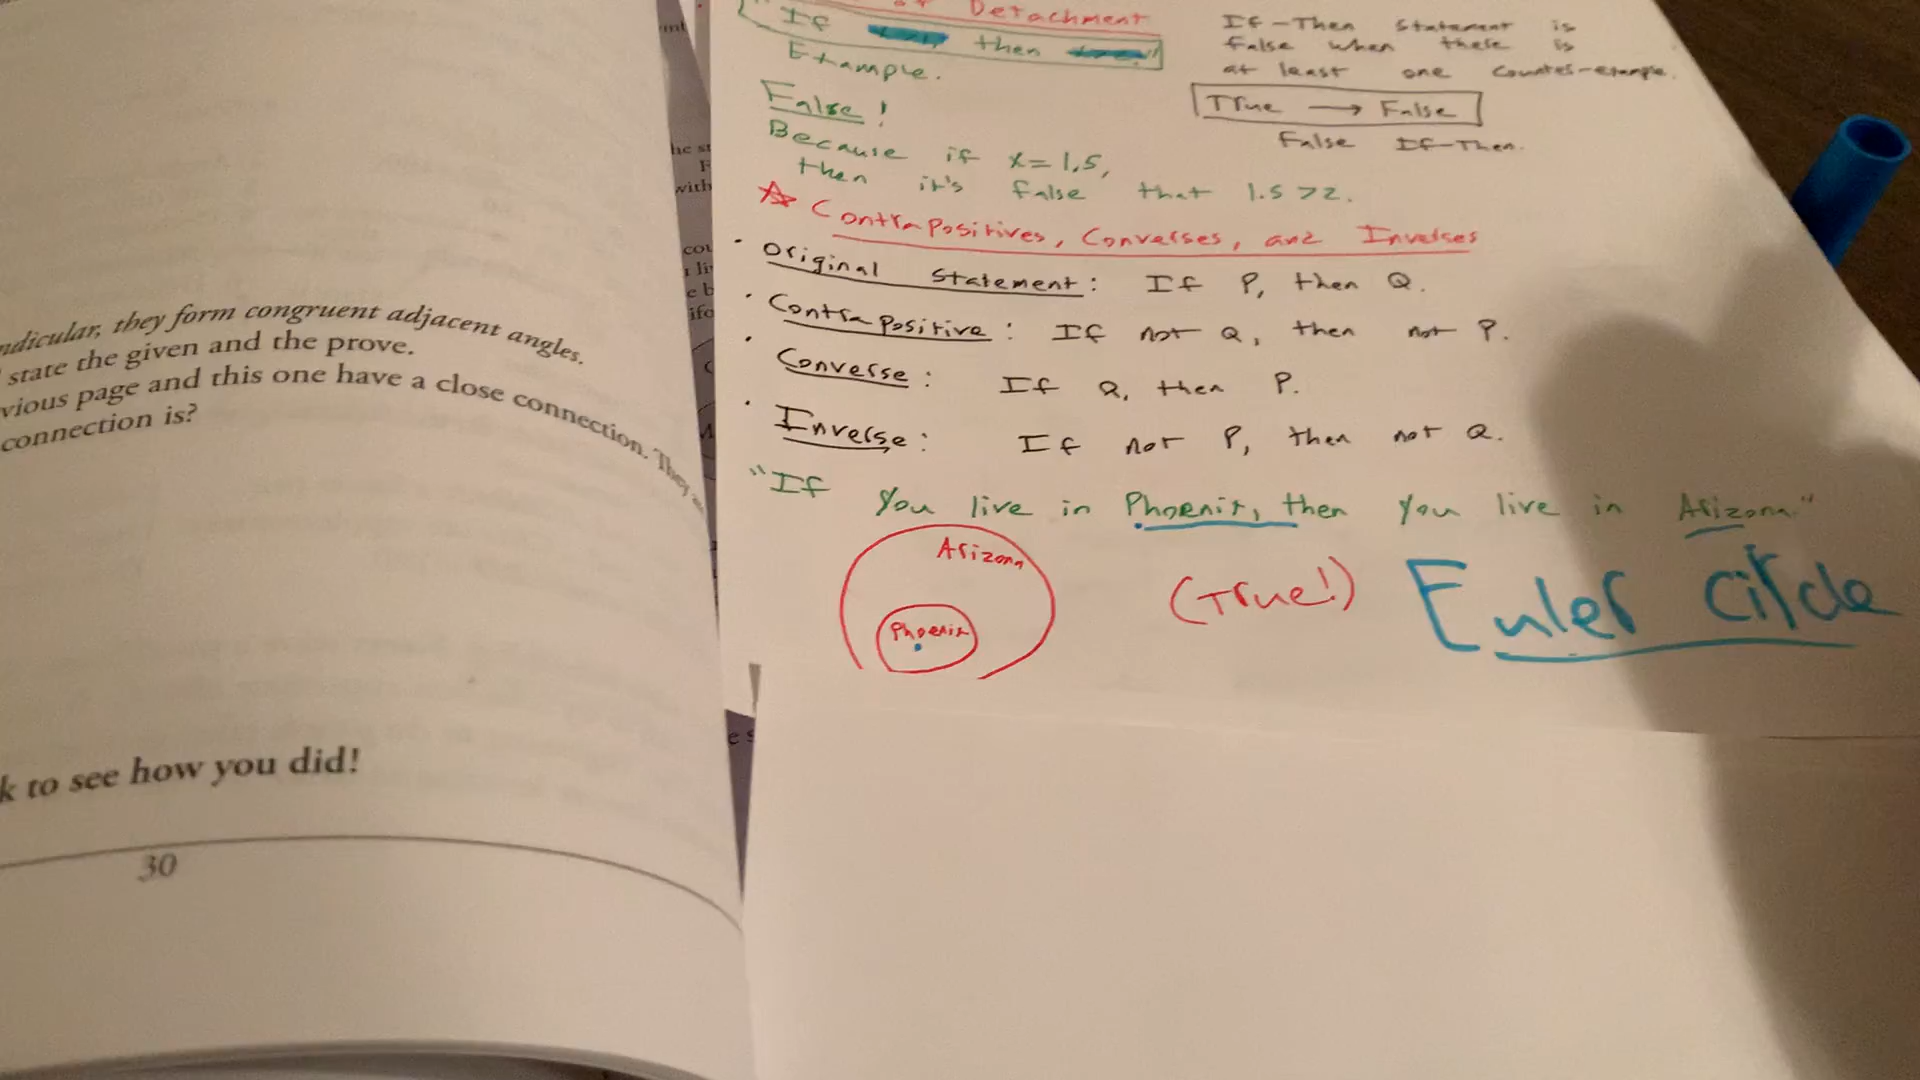 ndicular, they form congruent adjacent angles.
state the given and the prove.
vious page and this one have a close connection. They
connection is?
k to see how you did!
30
Detachment
"If then "
Example.
False!
Because if x=1.5,
then it's false that 1.5 >2.
If-Then Statement is
false when there is
at least one counter-example.
True → False
False If-Then.
☆ Contrapositives, Converses, and Inverses
• Original Statement: If P, then Q.
• Contrapositive: If not Q, then not P.
• Converse: If Q, then P.
• Inverse: If not P, then not Q.
"If you live in Phoenix, then you live in Arizona."
Arizona
Phoenix
(True!)
Euler circle